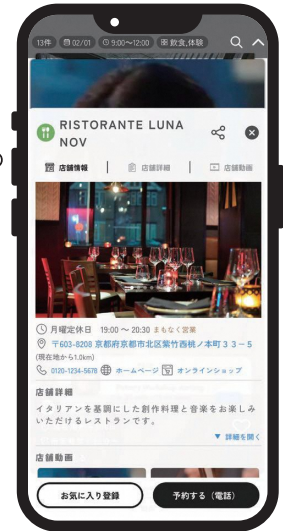 13件 02/01 9:00〜12:00 飲食,体験
RISTORANTE LUNA
NOV
店舗情報 店舗詳細 店舗動画
月曜定休日 19:00 〜 20:30 まもなく営業
〒603-8208 京都府京都市北区紫竹西桃ノ本町３３－５
(現在地から1.0km)
0120-1234-5678 ホームページ オンラインショップ
店舗詳細
イタリアンを基調にした創作料理と音楽をお楽しみ
いただけるレストランです。
▼ 詳細を開く
店舗動画
お気に入り登録 予約する（電話）